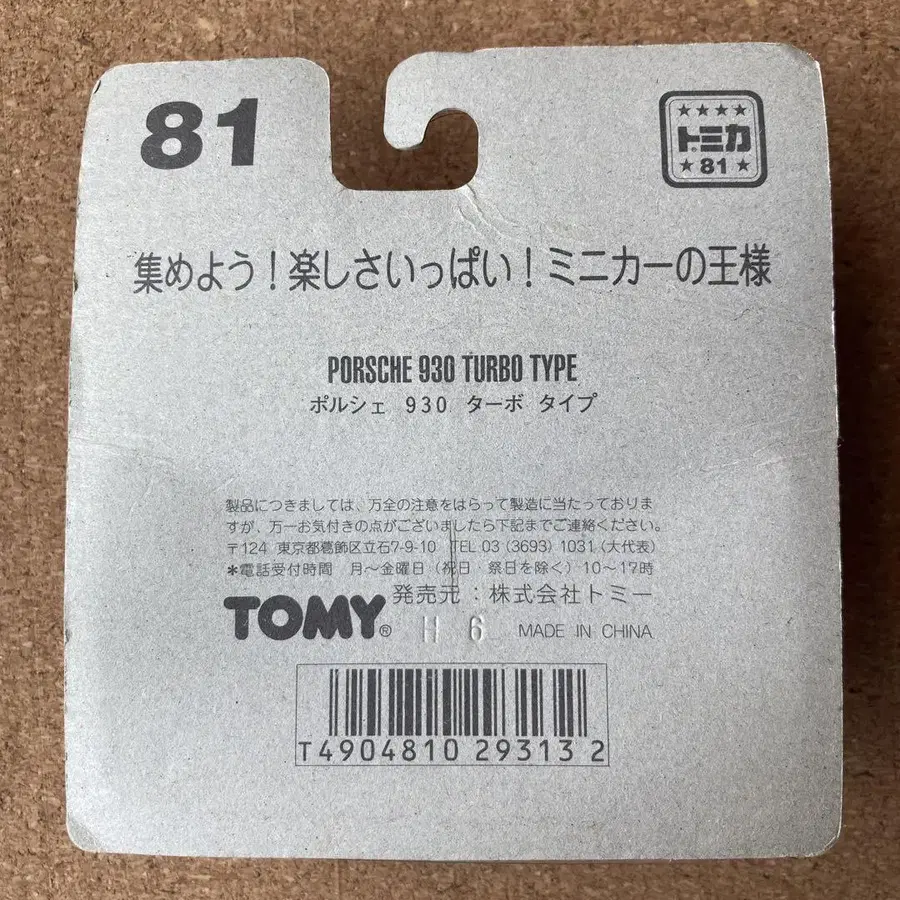 81
★★★★
トミカ
★81★
集めよう!楽しさいっぱい!ミニカーの王様
PORSCHE 930 TURBO TYPE
ポルシェ 930 ターボ タイプ
製品につきましては、万全の注意をはらって製造に当たっておりま
すが、万一お気付きの点がございましたら下記までご連絡ください。
〒124 東京都葛飾区立石7-9-10 TEL 03 (3693) 1031 (大代表)
*電話受付時間 月~金曜日(祝日 祭日を除く)10~17時
発売元:株式会社トミー
TOMY® H 6 MADE IN CHINA
T4904810 29313 2